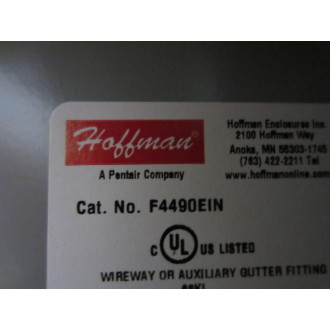 Hoffman®
A Pentair Company
Hoffman Enclosures Inc.
2100 Hoffman Way
Anoka, MN 55303-1745
(763) 422-2211 Tel
www.hoffmanonline.com
Cat. No. F4490EIN
C UL US LISTED
WIREWAY OR AUXILIARY GUTTER FITTING